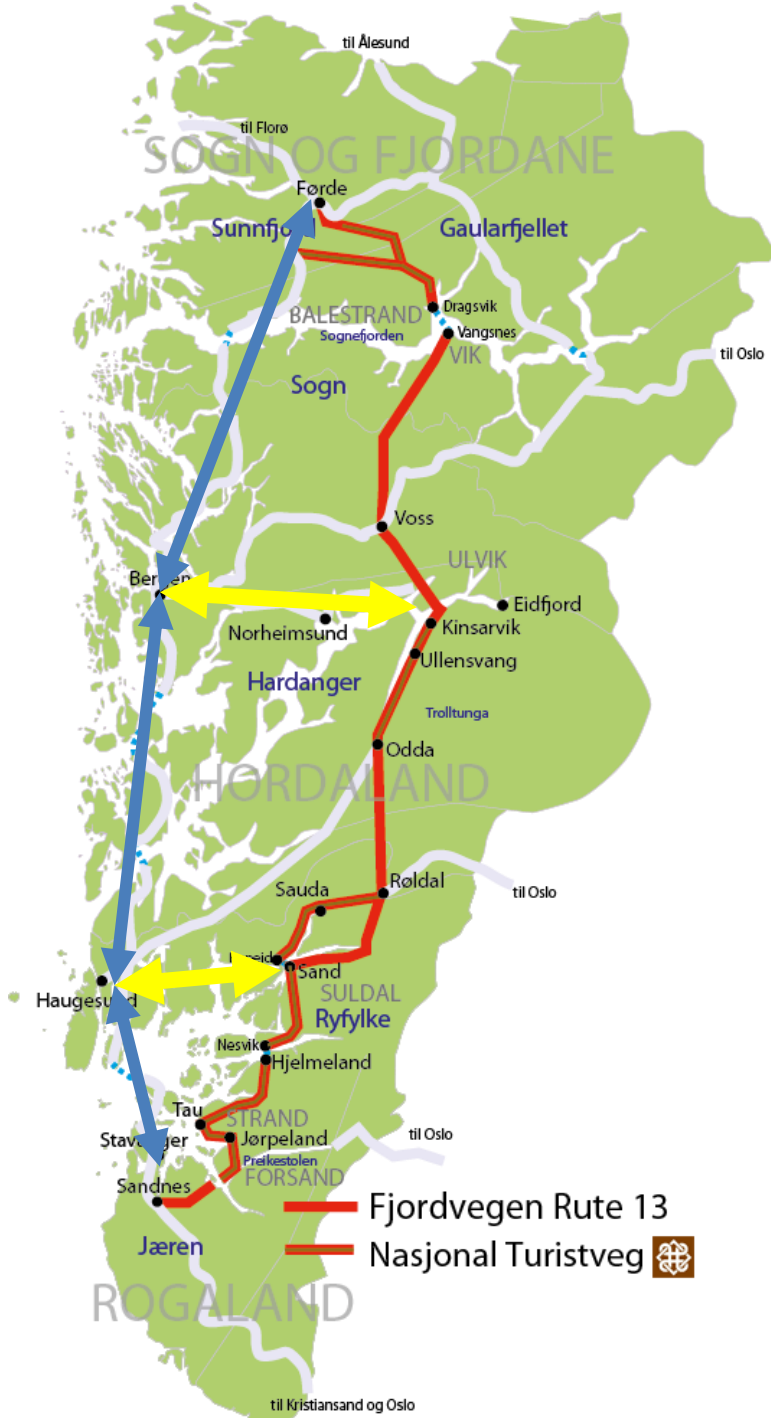 til Ålesund
til Florø
SOGN OG FJORDANE
Førde
Gaularfjellet
Dragsvik
BALESTRAND
Sognefjorden
Vangsnes
VIK
til Oslo
Sogn
Voss
ULVIK
Eidfjord
Norheimsund
Kinsarvik
Ullensvang
Hardanger
Trolltunga
Odda
HORDALAND
Røldal
til Oslo
Sauda
Sand
SULDAL
Haugesund
Ryfylke
Nesvik
Hjelmeland
Tau
STRAND
til Oslo
Jørpeland
Preikestolen
FORSAND
Sandnes
Fjordvegen Rute 13
Jæren
Nasjonal Turistveg
ROGALAND
til Kristiansand og Oslo